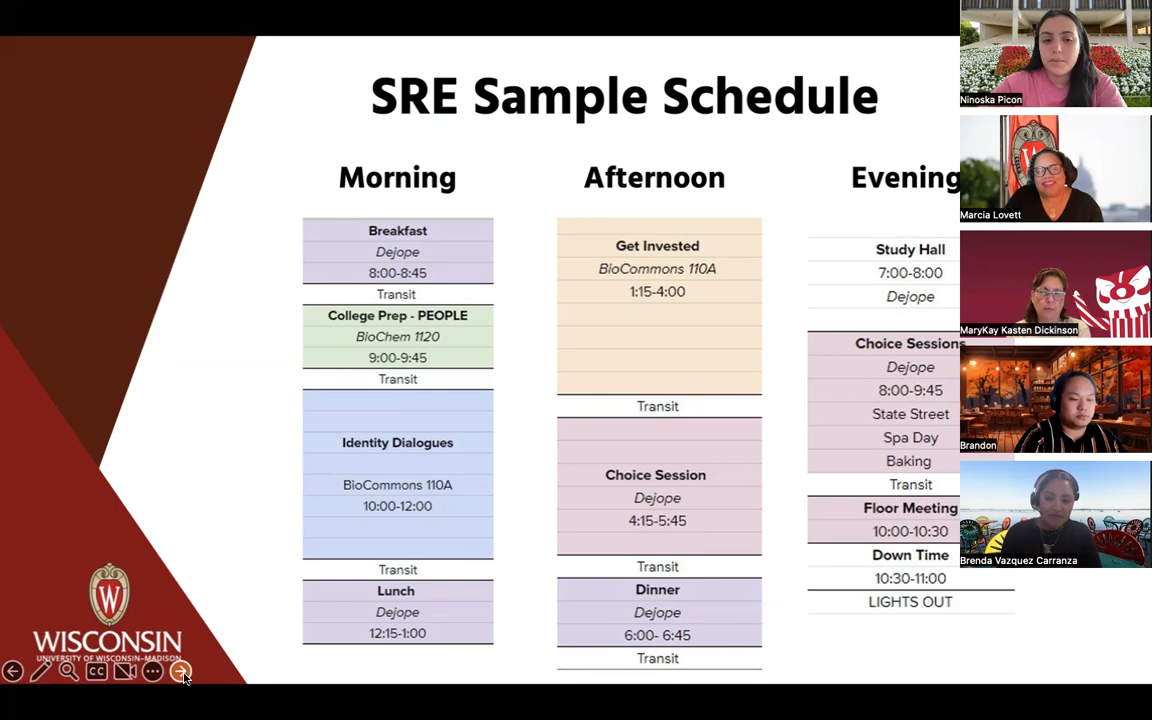 SRE Sample Schedule
Morning
Breakfast
Dejope
8:00-8:45
Transit
College Prep - PEOPLE
BioChem 1120
9:00-9:45
Transit
Identity Dialogues
BioCommons 110A
10:00-12:00
Transit
Lunch
Dejope
12:15-1:00
Afternoon
Get Invested
BioCommons 110A
1:15-4:00
Transit
Choice Session
Dejope
4:15-5:45
Transit
Dinner
Dejope
6:00- 6:45
Transit
Evening
Study Hall
7:00-8:00
Dejope
Choice Sessions
Dejope
8:00-9:45
State Street
Spa Day
Baking
Transit
Floor Meeting
10:00-10:30
Down Time
10:30-11:00
LIGHTS OUT
W
WISCONSIN
UNIVERSITY OF WISCONSIN-MADISON
CC
Ninoska Picon
W
Marcia Lovett
MaryKay Kasten Dickinson
Brandon
Brenda Vazquez Carranza